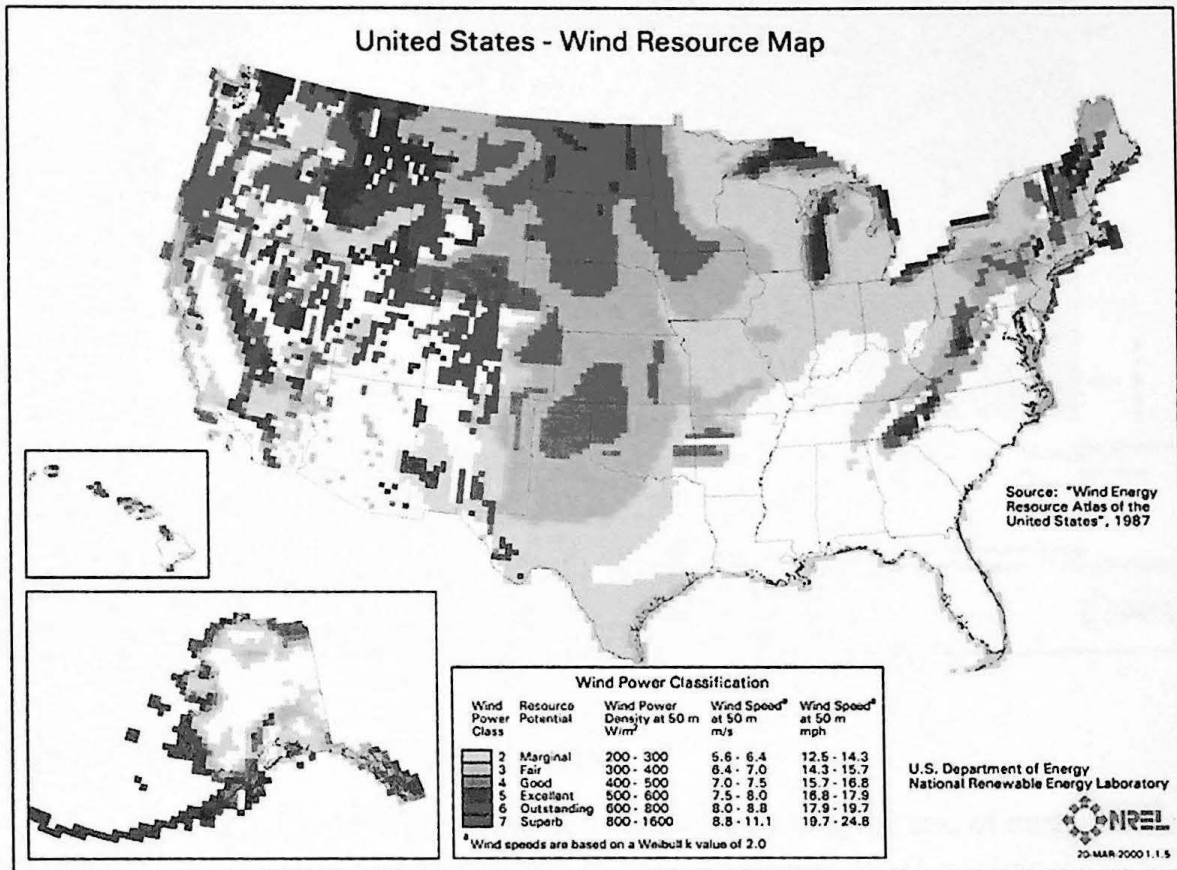 United States - Wind Resource Map
Source: "Wind Energy
Resource Atlas of the
United States", 1987
Wind Power Classification
Wind Power Class Resource Potential Wind Power Density at 50 m W/m² Wind Speedᵃ at 50 m m/s Wind Speedᵃ at 50 m mph
2 Marginal 200 - 300 5.6 - 6.4 12.5 - 14.3
3 Fair 300 - 400 6.4 - 7.0 14.3 - 15.7
4 Good 400 - 500 7.0 - 7.5 15.7 - 16.8
5 Excellent 500 - 600 7.5 - 8.0 16.8 - 17.9
6 Outstanding 600 - 800 8.0 - 8.8 17.9 - 19.7
7 Superb 800 - 1600 8.8 - 11.1 19.7 - 24.8
ᵃ Wind speeds are based on a Weibull k value of 2.0
U.S. Department of Energy
National Renewable Energy Laboratory
NREL
20-MAR-2000 1.1.5